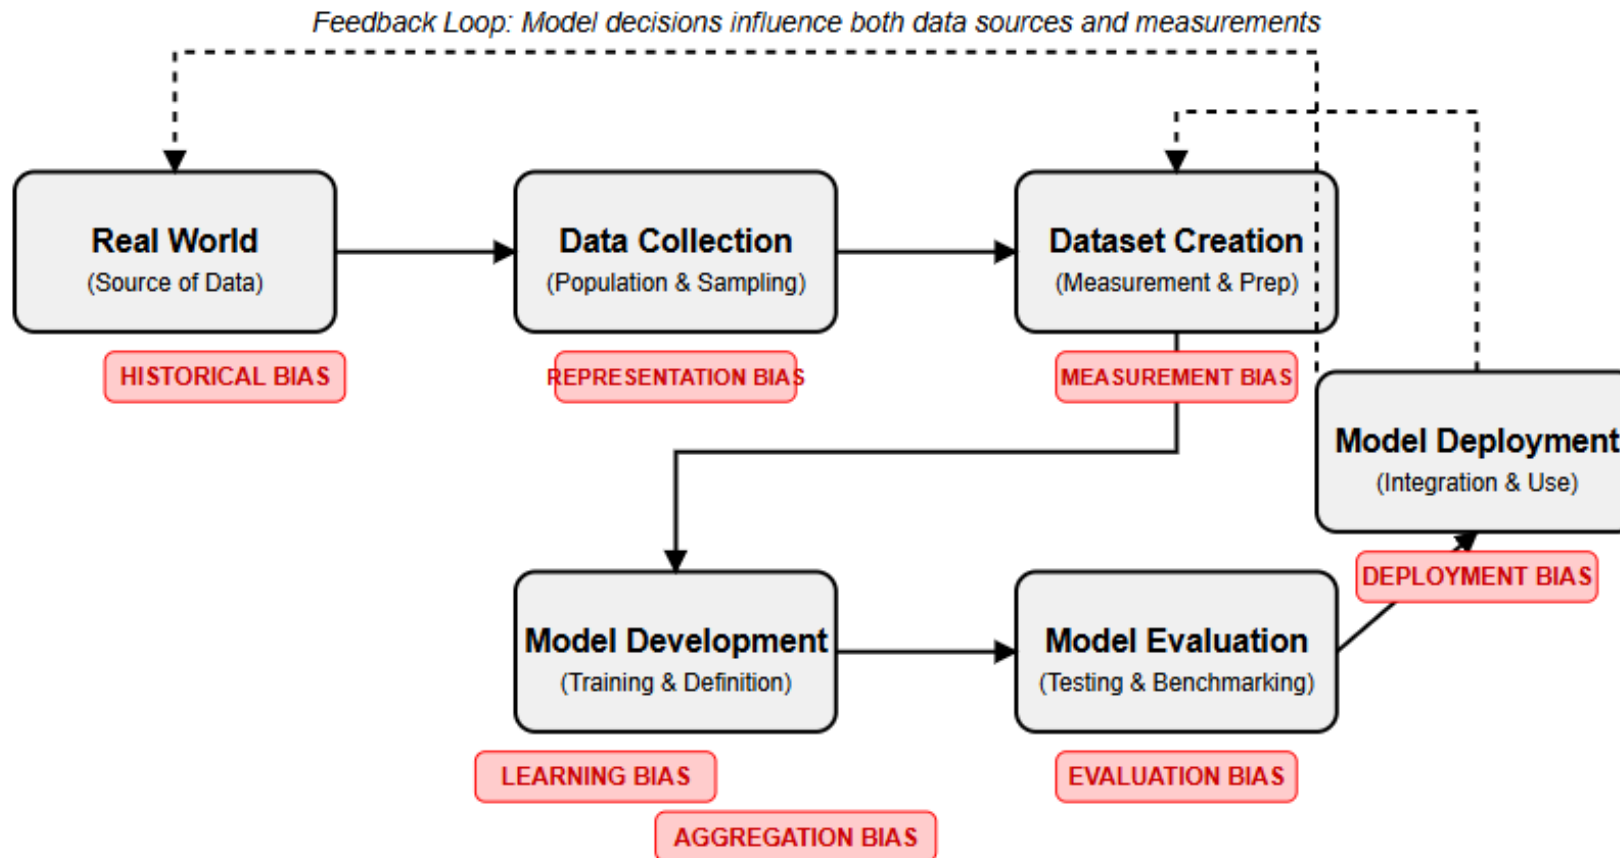 Feedback Loop: Model decisions influence both data sources and measurements
Real World
(Source of Data)
HISTORICAL BIAS
Data Collection
(Population & Sampling)
REPRESENTATION BIAS
Dataset Creation
(Measurement & Prep)
MEASUREMENT BIAS
Model Deployment
(Integration & Use)
DEPLOYMENT BIAS
Model Development
(Training & Definition)
LEARNING BIAS
AGGREGATION BIAS
Model Evaluation
(Testing & Benchmarking)
EVALUATION BIAS